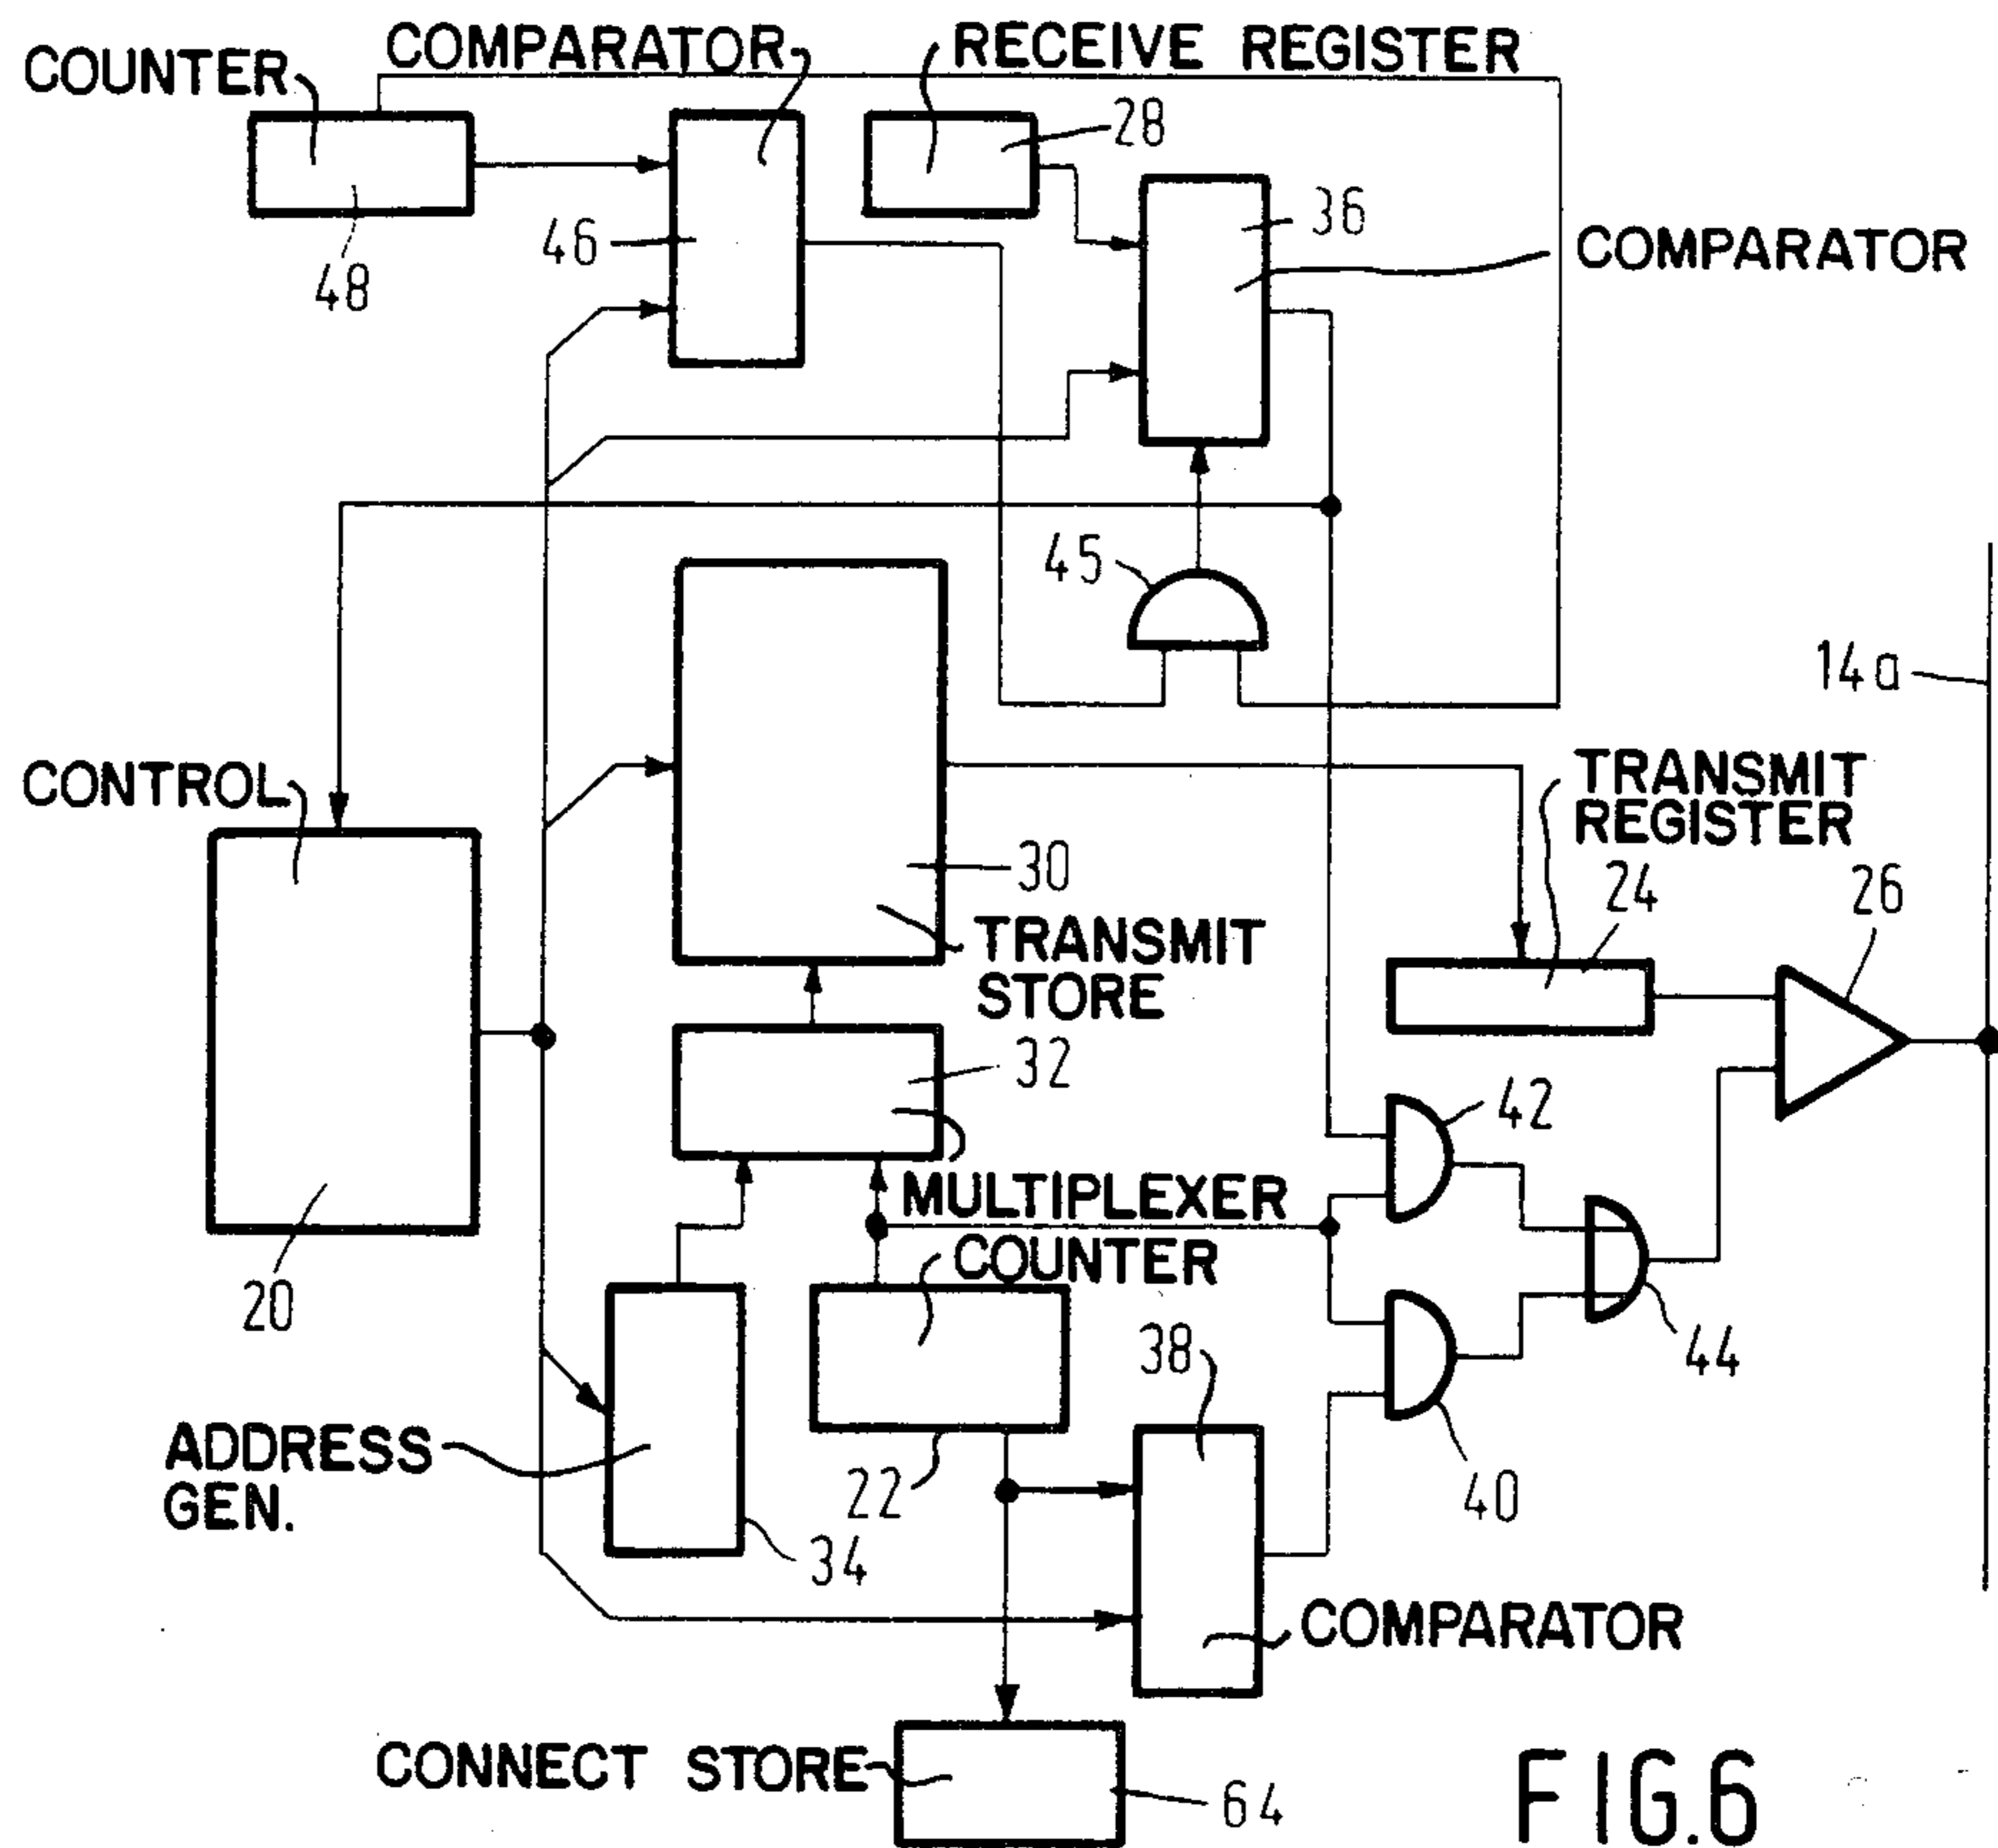 COUNTER
COMPARATOR
RECEIVE REGISTER
28
36
46
48
COMPARATOR
45
14a
CONTROL
TRANSMIT
REGISTER
30
24
26
TRANSMIT
STORE
32
42
MULTIPLEXER
COUNTER
20
38
44
ADDRESS
GEN.
22
40
34
COMPARATOR
CONNECT STORE
64
FIG.6